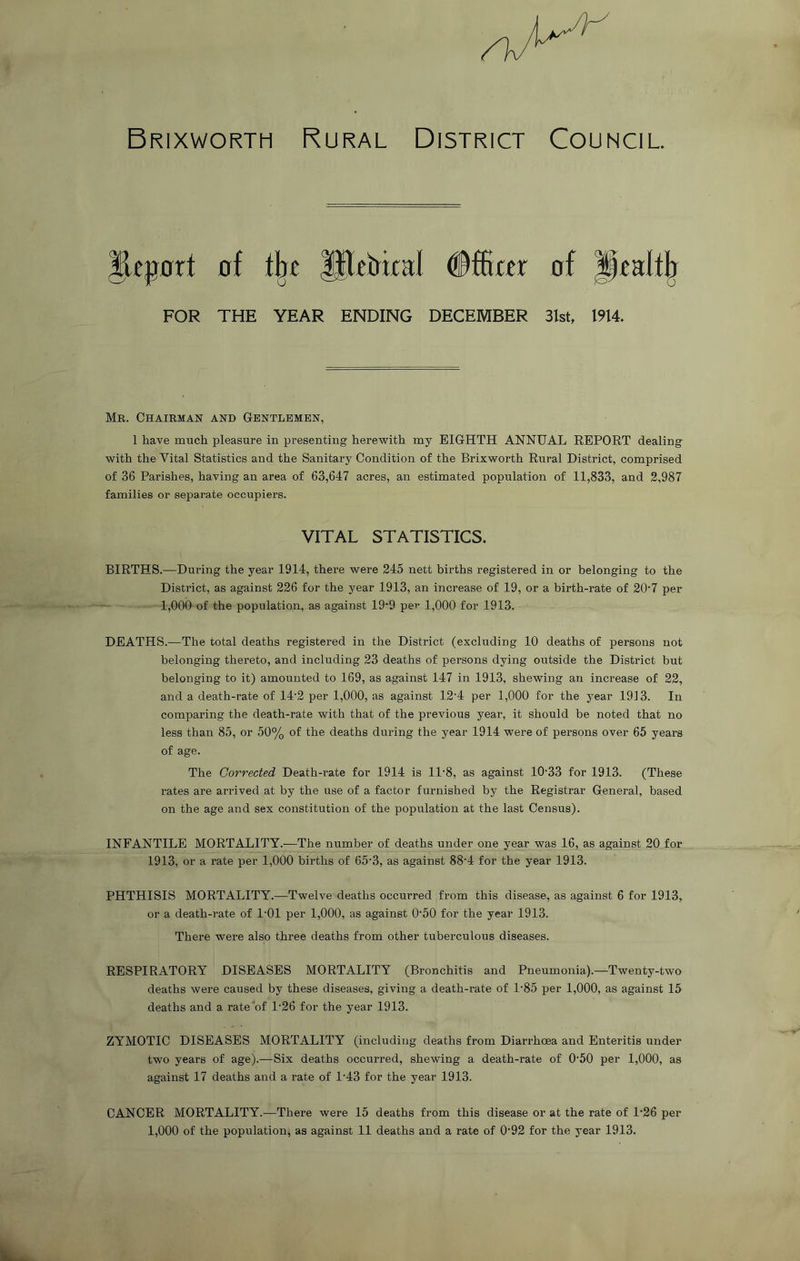 BRIXWORTH RURAL DISTRICT COUNCIL.
Report of the Medical Officer of Health
FOR THE YEAR ENDING DECEMBER 31st, 1914.
MR. CHAIRMAN AND GENTLEMEN,
1 have much pleasure in presenting herewith my EIGHTH ANNUAL REPORT dealing
with the Vital Statistics and the Sanitary Condition of the Brixworth Rural District, comprised
of 36 Parishes, having an area of 63,647 acres, an estimated population of 11,833, and 2,987
families or separate occupiers.
VITAL STATISTICS.
BIRTHS.—During the year 1914, there were 245 nett births registered in or belonging to the
District, as against 226 for the year 1913, an increase of 19, or a birth-rate of 20·7 per
1,000 of the population, as against 19·9 per 1,000 for 1913.
DEATHS.—The total deaths registered in the District (excluding 10 deaths of persons not
belonging thereto, and including 23 deaths of persons dying outside the District but
belonging to it) amounted to 169, as against 147 in 1913, shewing an increase of 22,
and a death-rate of 14·2 per 1,000, as against 12·4 per 1,000 for the year 1913. In
comparing the death-rate with that of the previous year, it should be noted that no
less than 85, or 50% of the deaths during the year 1914 were of persons over 65 years
of age.
The Corrected Death-rate for 1914 is 11·8, as against 10·33 for 1913. (These
rates are arrived at by the use of a factor furnished by the Registrar General, based
on the age and sex constitution of the population at the last Census).
INFANTILE MORTALITY.—The number of deaths under one year was 16, as against 20 for
1913, or a rate per 1,000 births of 65·3, as against 88·4 for the year 1913.
PHTHISIS MORTALITY.—Twelve deaths occurred from this disease, as against 6 for 1913,
or a death-rate of 1·01 per 1,000, as against 0·50 for the year 1913.
There were also three deaths from other tuberculous diseases.
RESPIRATORY DISEASES MORTALITY (Bronchitis and Pneumonia).—Twenty-two
deaths were caused by these diseases, giving a death-rate of 1·85 per 1,000, as against 15
deaths and a rate of 1·26 for the year 1913.
ZYMOTIC DISEASES MORTALITY (including deaths from Diarrhœa and Enteritis under
two years of age).—Six deaths occurred, shewing a death-rate of 0·50 per 1,000, as
against 17 deaths and a rate of 1·43 for the year 1913.
CANCER MORTALITY.—There were 15 deaths from this disease or at the rate of 1·26 per
1,000 of the population, as against 11 deaths and a rate of 0·92 for the year 1913.